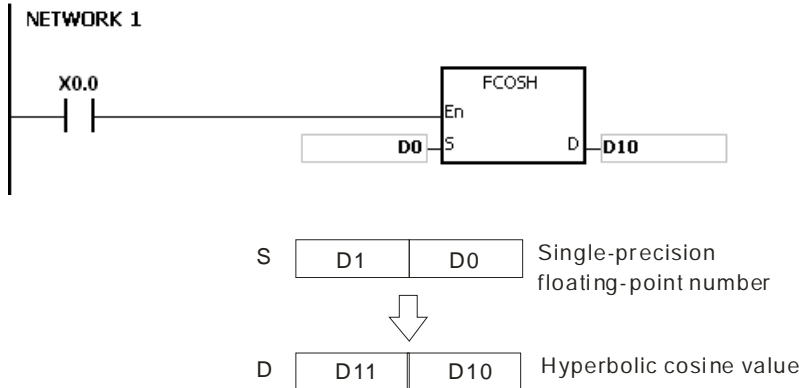 NETWORK 1
X0.0
FCOSH
En
D0 S D D10
S D1 D0 Single-precision
floating-point number
D D11 D10 Hyperbolic cosine value